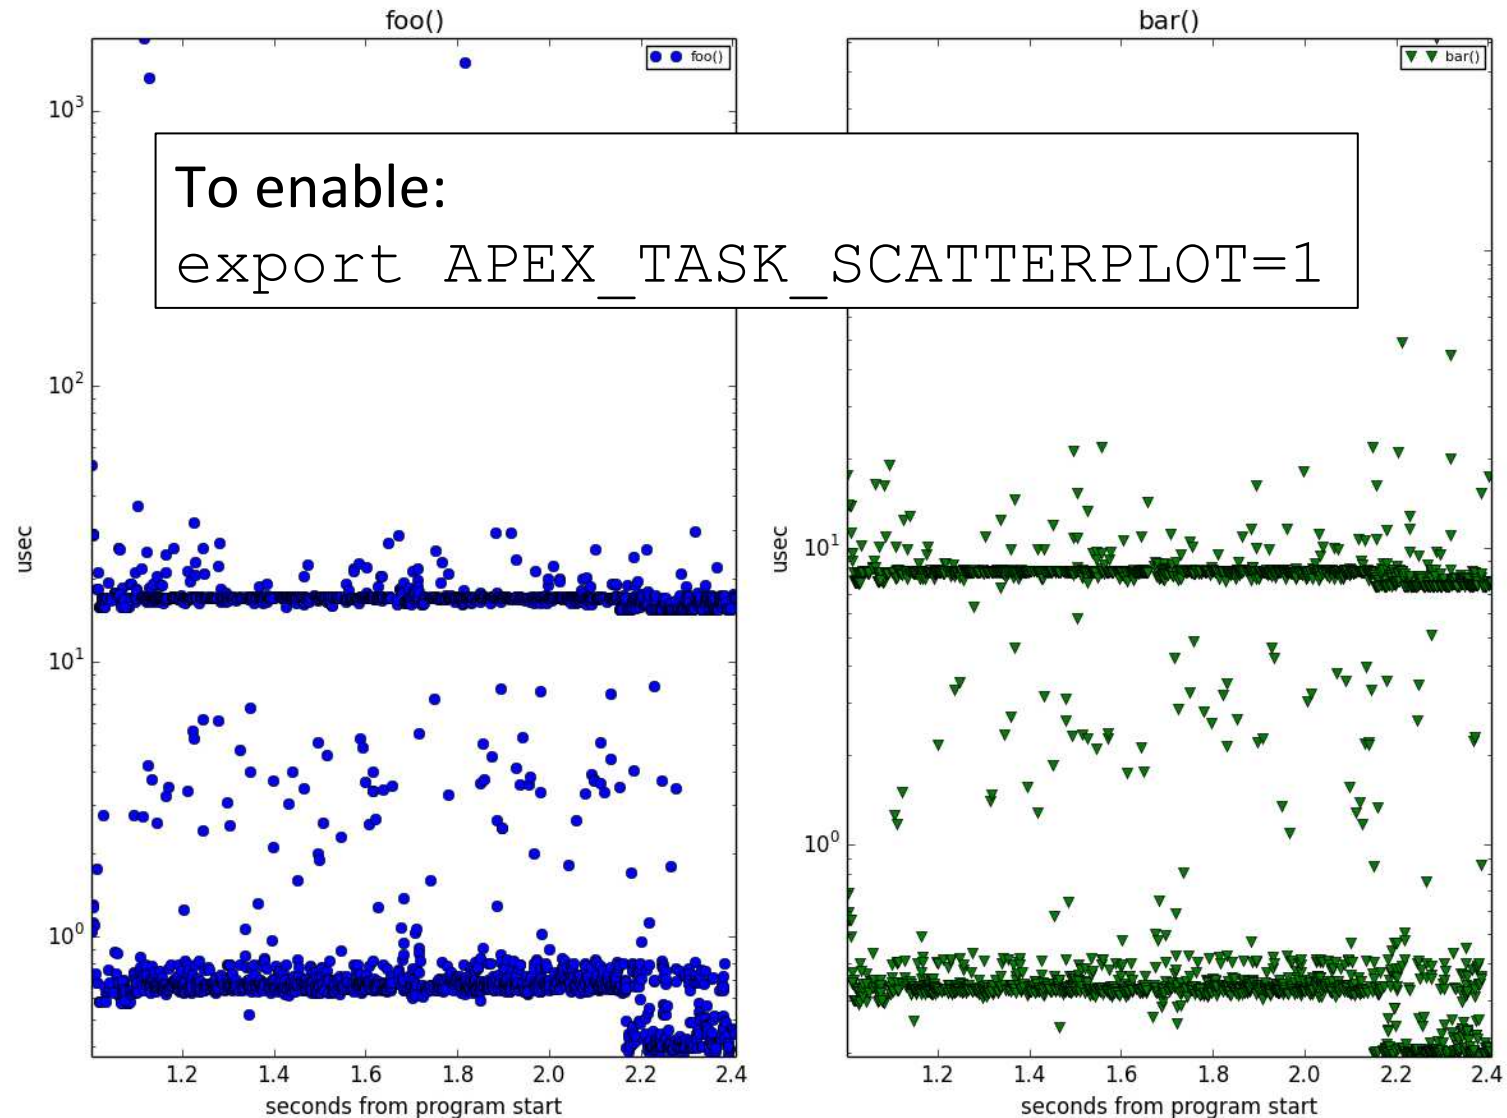 foo()
foo()
10³
10²
10¹
10⁰
usec
1.2 1.4 1.6 1.8 2.0 2.2 2.4
seconds from program start
To enable:
export APEX_TASK_SCATTERPLOT=1
bar()
bar()
10¹
10⁰
usec
1.2 1.4 1.6 1.8 2.0 2.2 2.4
seconds from program start